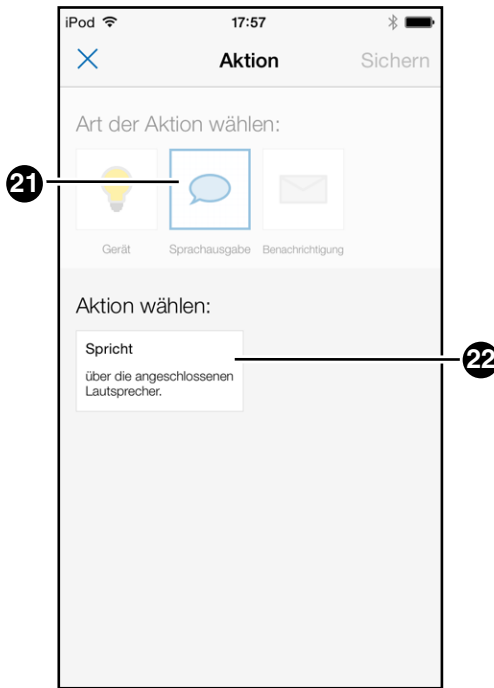 iPod 17:57
Aktion Sichern
Art der Aktion wählen:
21
Gerät Sprachausgabe Benachrichtigung
Aktion wählen:
Spricht
22
über die angeschlossenen
Lautsprecher.